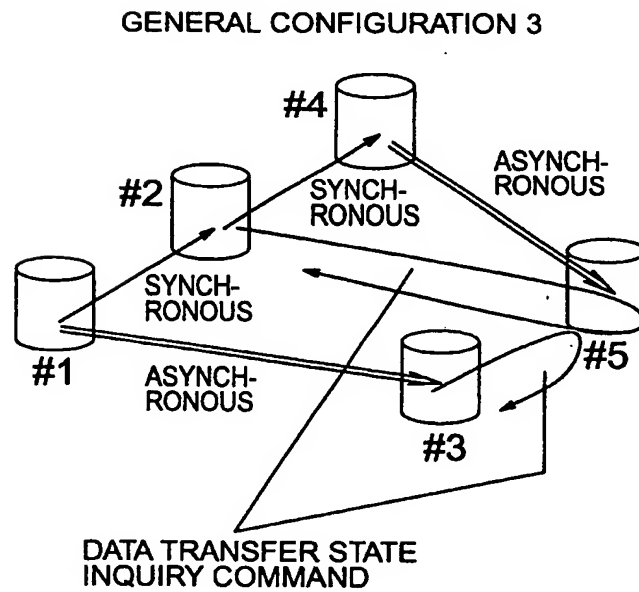 GENERAL CONFIGURATION 3
#4
#2
SYNCH-
RONOUS
ASYNCH-
RONOUS
SYNCH-
RONOUS
#1
ASYNCH-
RONOUS
#5
#3
DATA TRANSFER STATE
INQUIRY COMMAND